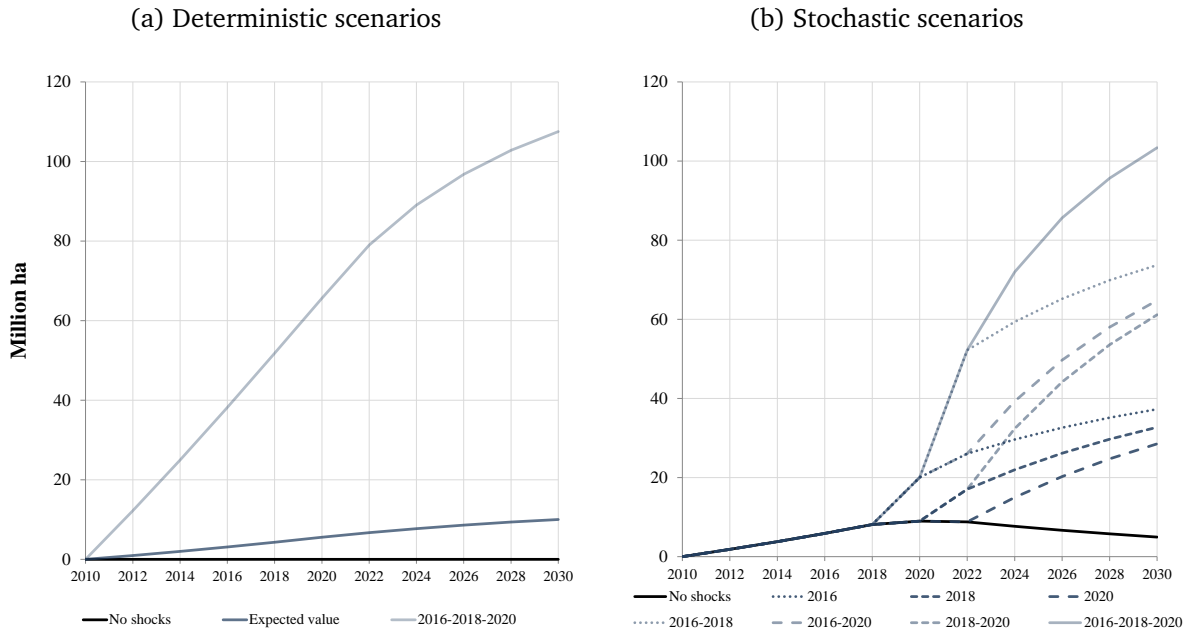 (a) Deterministic scenarios
(b) Stochastic scenarios
Million ha
120
100
80
60
40
20
0
2010 2012 2014 2016 2018 2020 2022 2024 2026 2028 2030
No shocks Expected value 2016-2018-2020
120
100
80
60
40
20
0
2010 2012 2014 2016 2018 2020 2022 2024 2026 2028 2030
No shocks 2016 2018 2020
2016-2018 2016-2020 2018-2020 2016-2018-2020